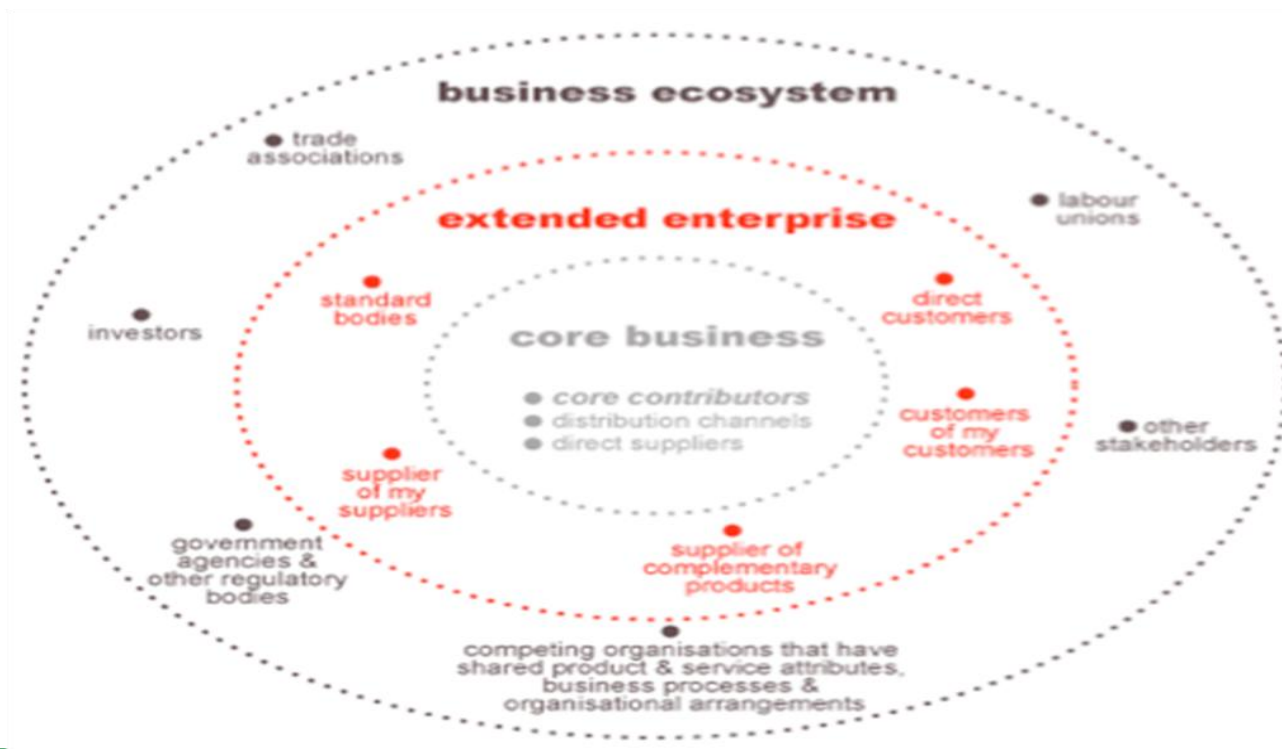 business ecosystem
trade
associations
labour
unions
extended enterprise
standard
bodies
direct
customers
investors
core business
core contributors
distribution channels
direct suppliers
customers
of my
customers
other
stakeholders
supplier
of my
suppliers
government
agencies &
other regulatory
bodies
supplier of
complementary
products
competing organisations that have
shared product & service attributes,
business processes &
organisational arrangements